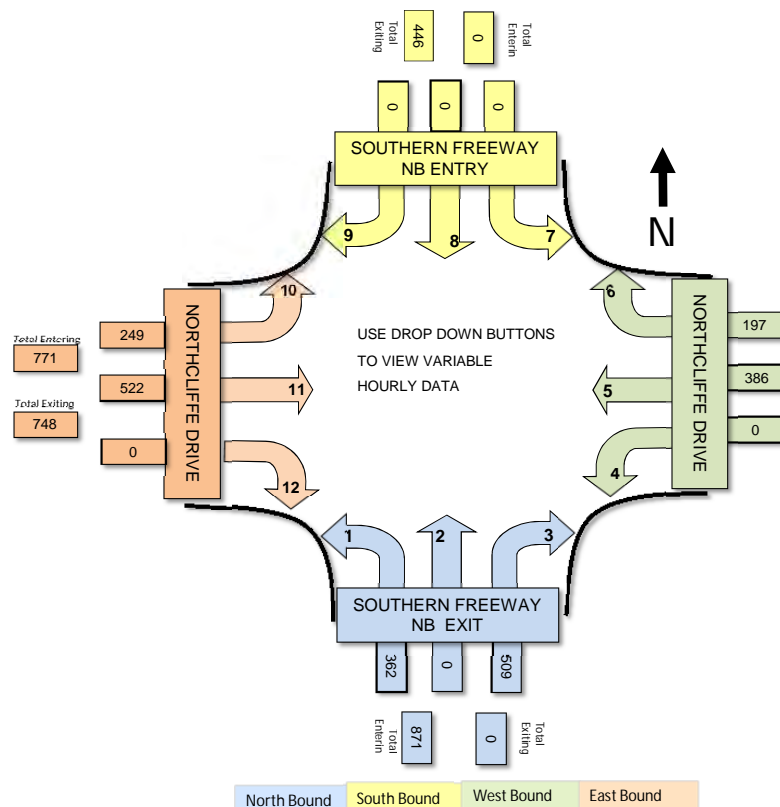 Total
Exiting
446
0
Total
Enterin
0
0
0
SOUTHERN FREEWAY
NB ENTRY
N
9
8
7
10
6
NORTHCLIFFE DRIVE
NORTHCLIFFE DRIVE
USE DROP DOWN BUTTONS
TO VIEW VARIABLE
HOURLY DATA
Total Entering
771
249
197
11
5
522
386
Total Exiting
748
0
0
12
4
1
2
3
SOUTHERN FREEWAY
NB EXIT
362
0
509
Total
Enterin
871
0
Total
Exiting
North Bound
South Bound
West Bound
East Bound